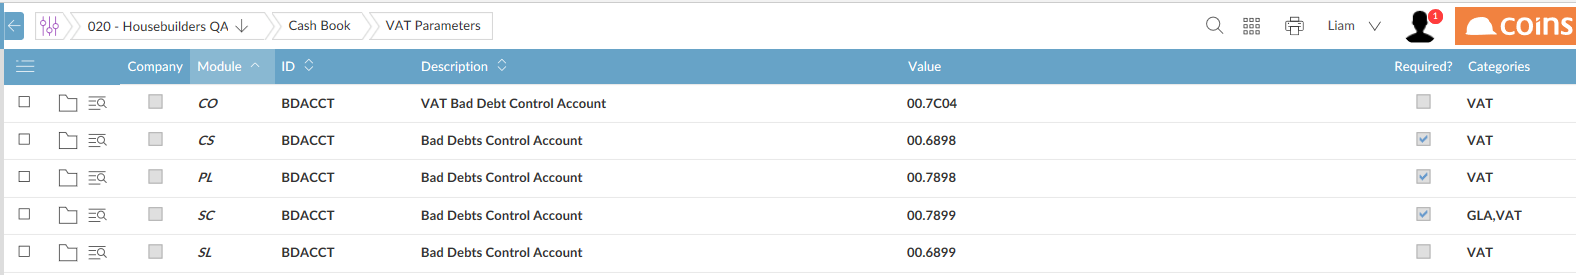 020 - Housebuilders QA Cash Book VAT Parameters Liam 1 coins
Company Module ID Description Value Required? Categories
CO BDACCT VAT Bad Debt Control Account 00.7C04 VAT
CS BDACCT Bad Debts Control Account 00.6898 VAT
PL BDACCT Bad Debts Control Account 00.7898 VAT
SC BDACCT Bad Debts Control Account 00.7899 GLA,VAT
SL BDACCT Bad Debts Control Account 00.6899 VAT